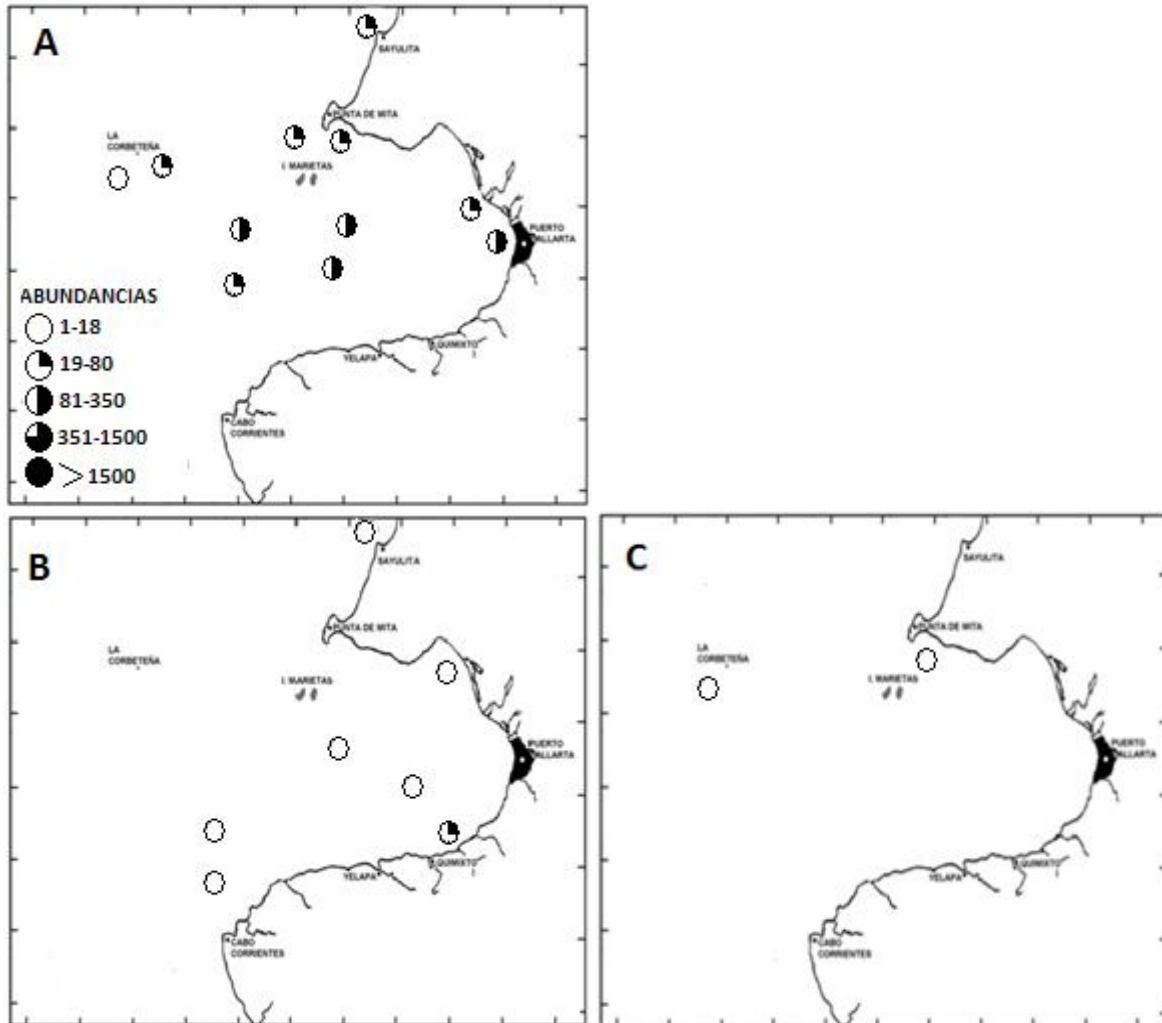 A
SAYULITA
PUNTA DE MITA
LA
CORBETEÑA
I. MARIETAS
PUERTO
VALLARTA
ABUNDANCIAS
1-18
19-80
81-350
351-1500
>1500
YELAPA
QUIMIXTO
CABO
CORRIENTES
B
SAYULITA
PUNTA DE MITA
LA
CORBETEÑA
I. MARIETAS
PUERTO
VALLARTA
YELAPA
QUIMIXTO
CABO
CORRIENTES
C
SAYULITA
PUNTA DE MITA
LA
CORBETEÑA
I. MARIETAS
PUERTO
VALLARTA
YELAPA
QUIMIXTO
CABO
CORRIENTES